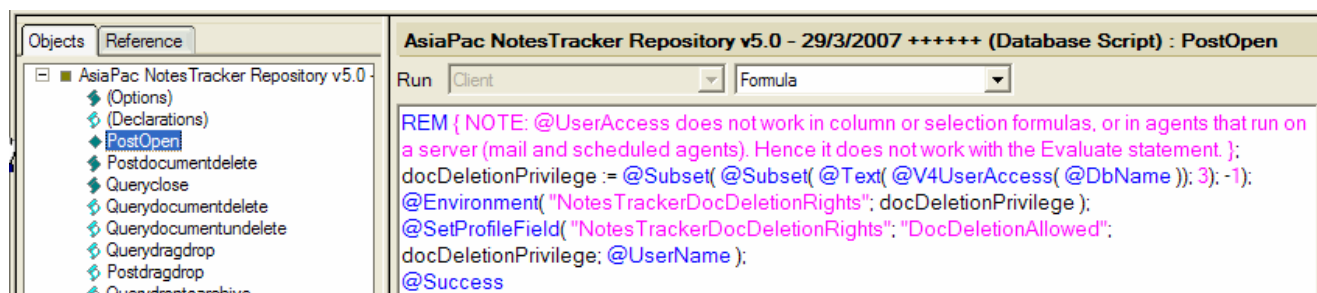 Objects Reference
AsiaPac NotesTracker Repository v5.0 -
(Options)
(Declarations)
PostOpen
Postdocumentdelete
Queryclose
Querydocumentdelete
Querydocumentundelete
Querydragdrop
Postdragdrop
AsiaPac NotesTracker Repository v5.0 - 29/3/2007 ++++++ (Database Script) : PostOpen
Run Client Formula
REM { NOTE: @UserAccess does not work in column or selection formulas, or in agents that run on
a server (mail and scheduled agents). Hence it does not work with the Evaluate statement. };
docDeletionPrivilege := @Subset( @Subset( @Text( @V4UserAccess( @DbName )); 3); -1);
@Environment( "NotesTrackerDocDeletionRights"; docDeletionPrivilege );
@SetProfileField( "NotesTrackerDocDeletionRights"; "DocDeletionAllowed";
docDeletionPrivilege; @UserName );
@Success